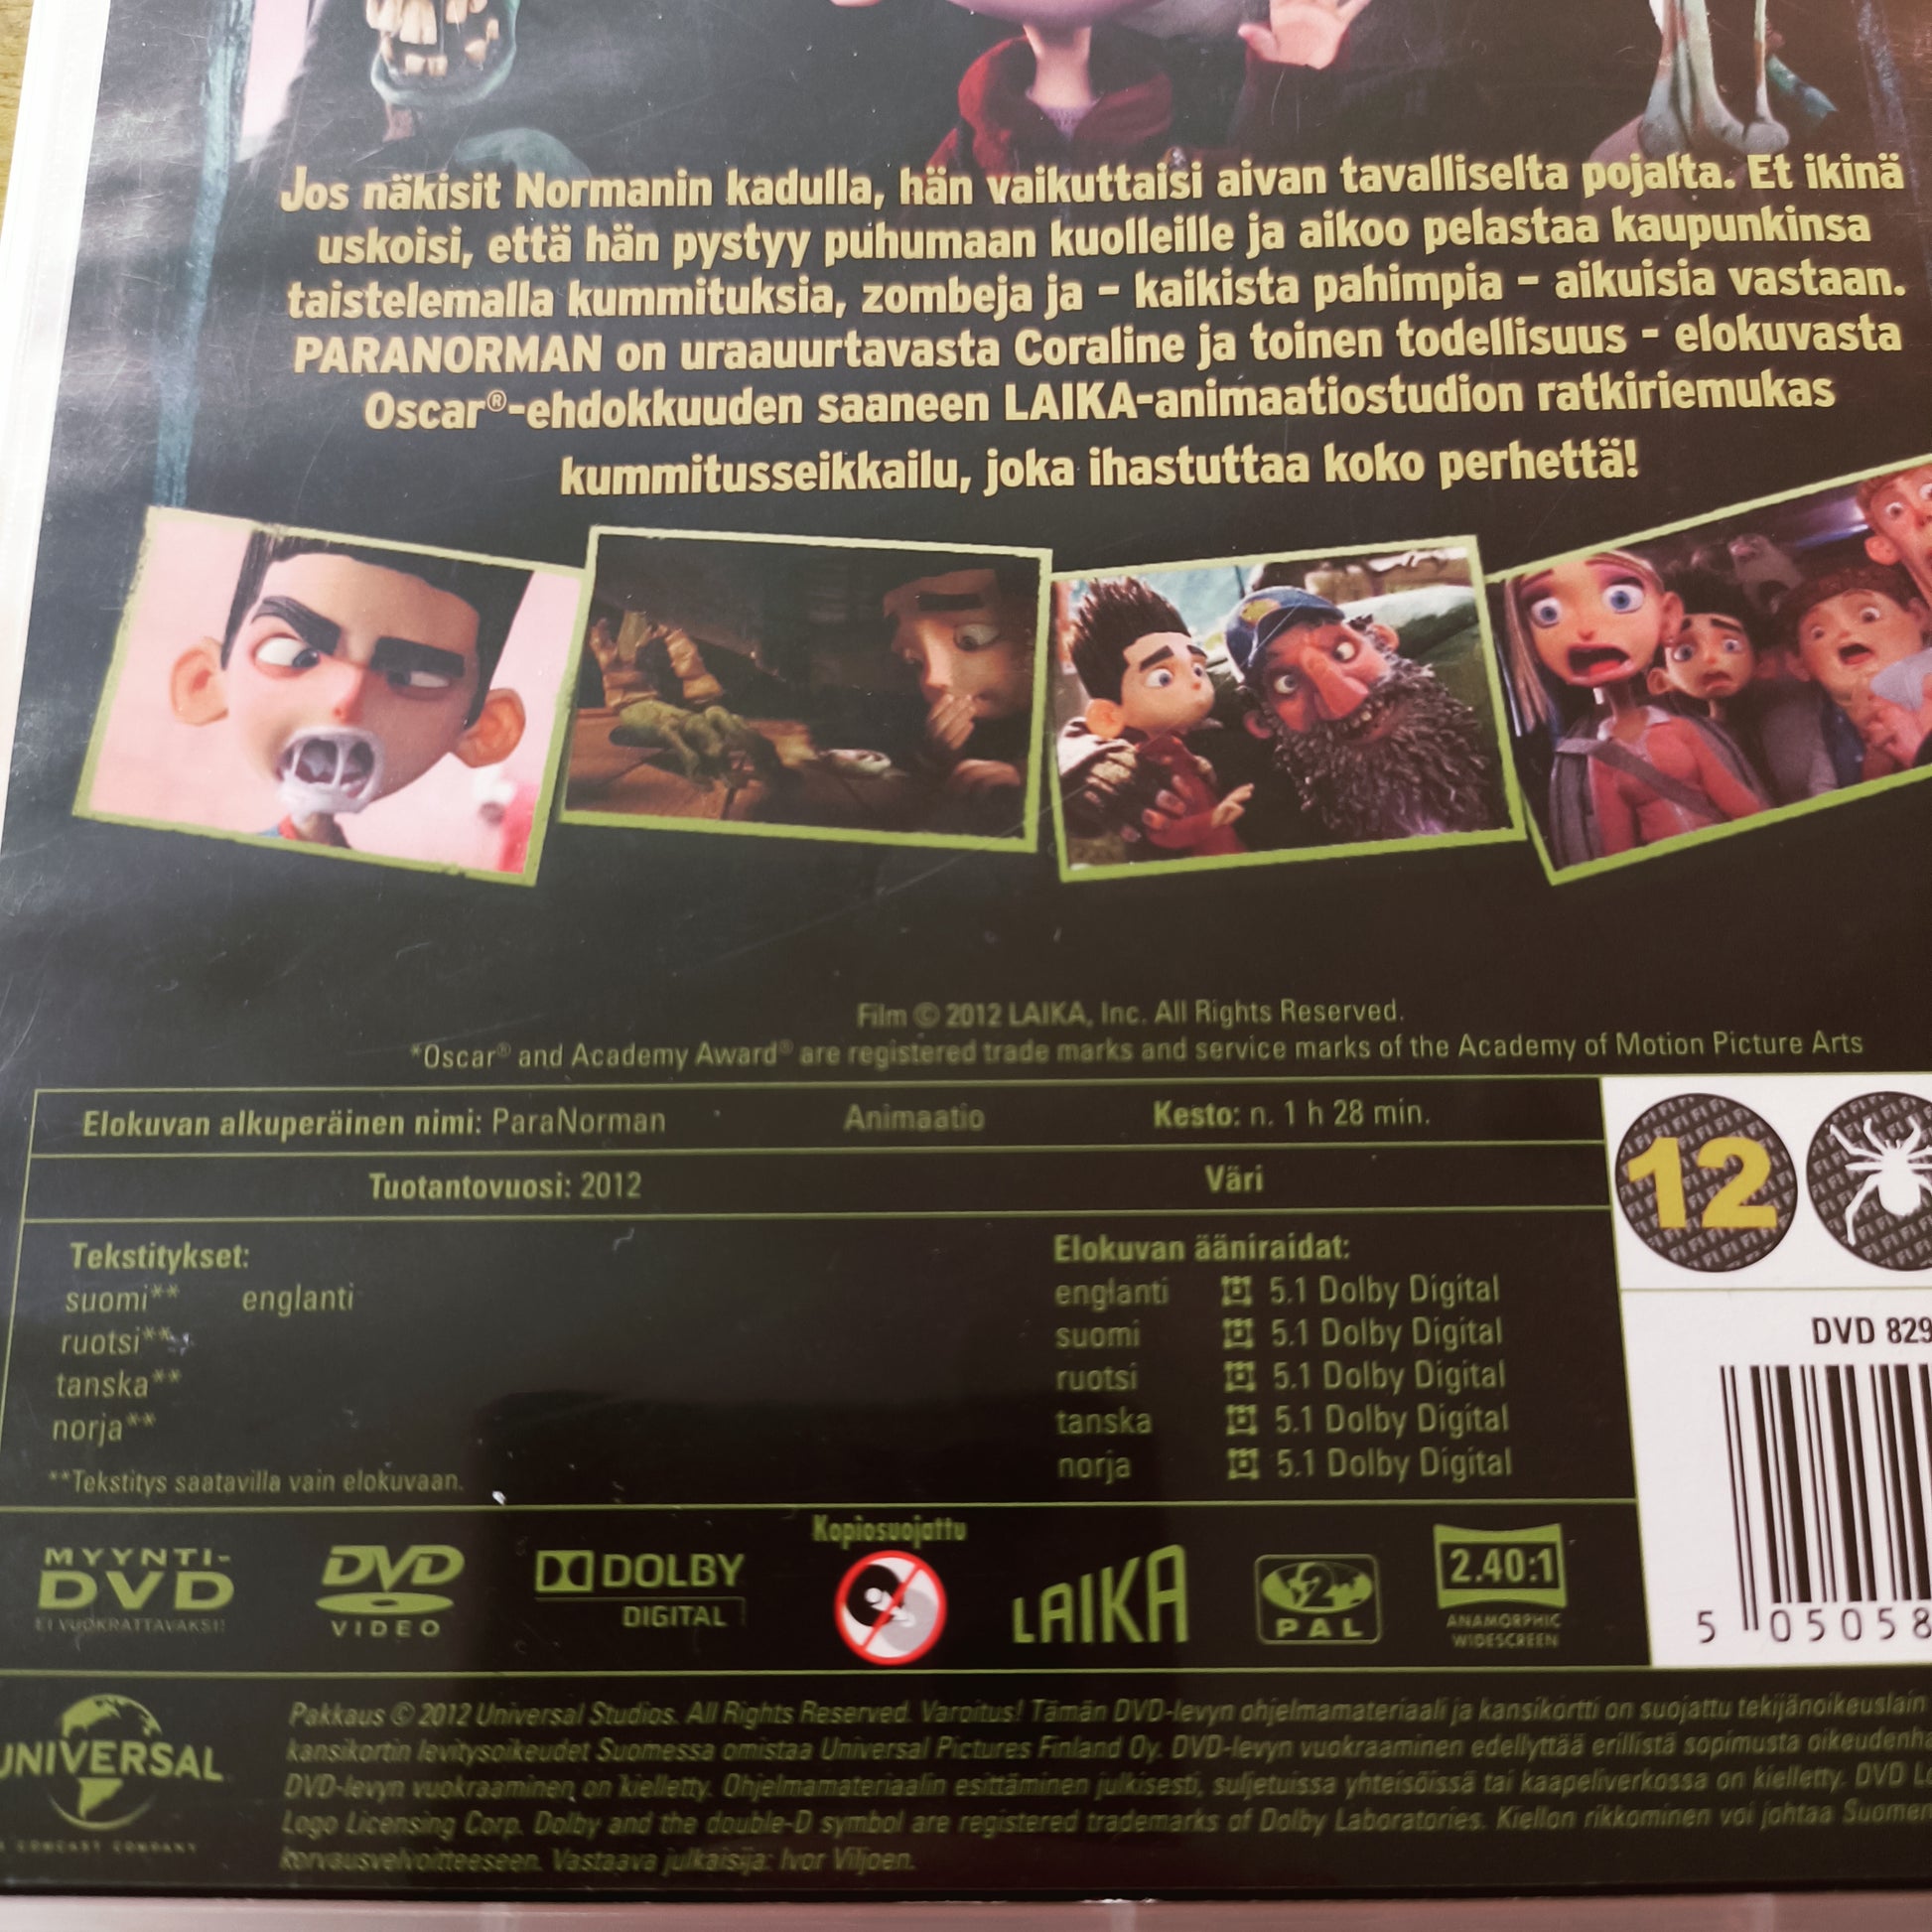 Jos näkisit Normanin kadulla, hän vaikuttaisi aivan tavalliselta pojalta. Et ikinä
uskoisi, että hän pystyy puhumaan kuolleille ja aikoo pelastaa kaupunkinsa
taistelemalla kummituksia, zombeja ja – kaikista pahimpia – aikuisia vastaan.
PARANORMAN on uraauurtavasta Coraline ja toinen todellisuus - elokuvasta
Oscar®-ehdokkuuden saaneen LAIKA-animaatiostudion ratkiriemukas
kummitusseikkailu, joka ihastuttaa koko perhettä!
Film © 2012 LAIKA, Inc. All Rights Reserved.
*Oscar® and Academy Award® are registered trade marks and service marks of the Academy of Motion Picture Arts
Elokuvan alkuperäinen nimi: ParaNorman Animaatio Kesto: n. 1 h 28 min.
Tuotantovuosi: 2012 Väri
12
Tekstitykset:
suomi** englanti
ruotsi**
tanska**
norja**
**Tekstitys saatavilla vain elokuvaan.
Elokuvan ääniraidat:
englanti 5.1 Dolby Digital
suomi 5.1 Dolby Digital
ruotsi 5.1 Dolby Digital
tanska 5.1 Dolby Digital
norja 5.1 Dolby Digital
DVD 829
5 05058
MYYNTI-
DVD
EI VUOKRATTAVAKSI!
DVD
VIDEO
DOLBY
DIGITAL
Kopiosuojattu
LAIKA
2
PAL
2.40:1
ANAMORPHIC
WIDESCREEN
UNIVERSAL
A COMCAST COMPANY
Pakkaus © 2012 Universal Studios. All Rights Reserved. Varoitus! Tämän DVD-levyn ohjelmamateriaali ja kansikortti on suojattu tekijänoikeuslain
kansikortin levitysoikeudet Suomessa omistaa Universal Pictures Finland Oy. DVD-levyn vuokraaminen edellyttää erillistä sopimusta oikeudenha
DVD-levyn vuokraaminen on kielletty. Ohjelmamateriaalin esittäminen julkisesti, suljetuissa yhteisöissä tai kaapeliverkossa on kielletty. DVD Lo
Logo Licensing Corp. Dolby and the double-D symbol are registered trademarks of Dolby Laboratories. Kiellon rikkominen voi johtaa Suomen
korvausvelvoitteeseen. Vastaava julkaisija: Ivor Viljoen.